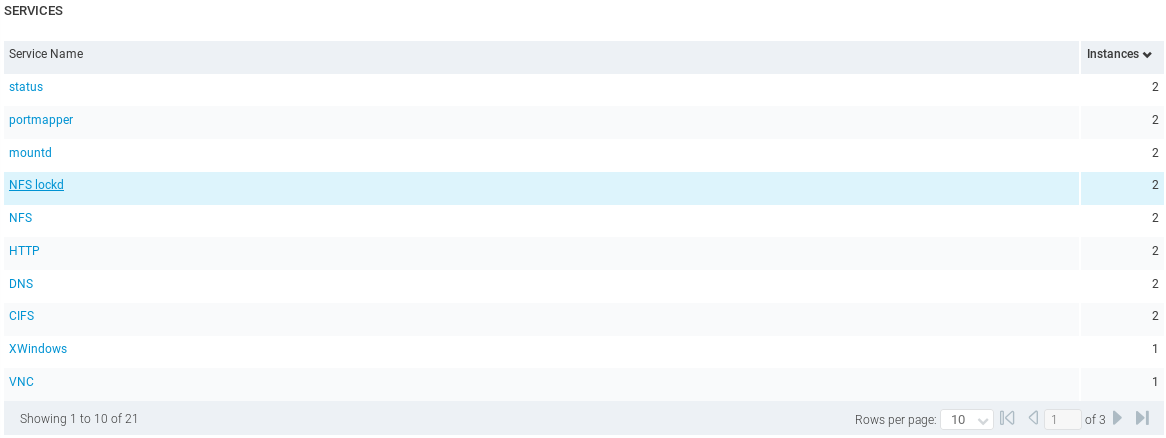 SERVICES
Service Name Instances
status 2
portmapper 2
mountd 2
NFS lockd 2
NFS 2
HTTP 2
DNS 2
CIFS 2
XWindows 1
VNC 1
Showing 1 to 10 of 21 Rows per page: 10 1 of 3